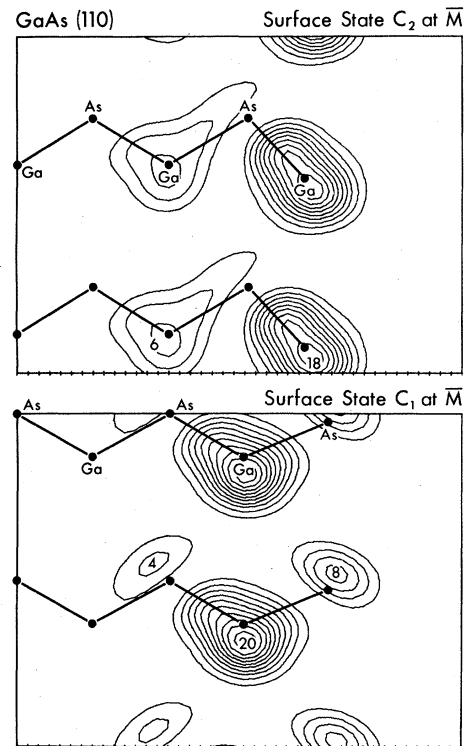 GaAs (110) Surface State C₂ at M̅
As As
Ga Ga Ga
6 18
Surface State C₁ at M̅
As As As
Ga Ga
4 8
20